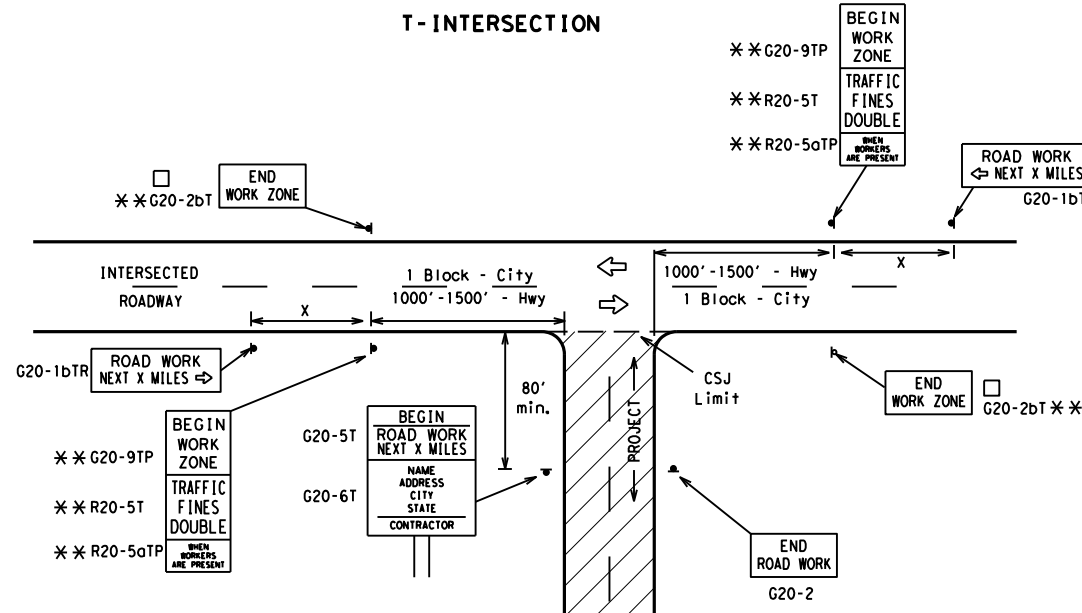 T-INTERSECTION
BEGIN
WORK
ZONE
TRAFFIC
FINES
DOUBLE
WHEN
WORKERS
ARE PRESENT
**G20-9TP
**R20-5T
**R20-5aTP
ROAD WORK
⇦ NEXT X MILES
G20-1bT
□
**G20-2bT
END
WORK ZONE
INTERSECTED
ROADWAY
1 Block - City
1000'-1500' - Hwy
X
1000'-1500' - Hwy
1 Block - City
X
G20-1bTR
ROAD WORK
NEXT X MILES ⇨
80'
min.
CSJ
Limit
PROJECT
END
WORK ZONE
□
G20-2bT **
**G20-9TP
**R20-5T
**R20-5aTP
BEGIN
WORK
ZONE
TRAFFIC
FINES
DOUBLE
WHEN
WORKERS
ARE PRESENT
G20-5T
G20-6T
BEGIN
ROAD WORK
NEXT X MILES
NAME
ADDRESS
CITY
STATE
CONTRACTOR
END
ROAD WORK
G20-2